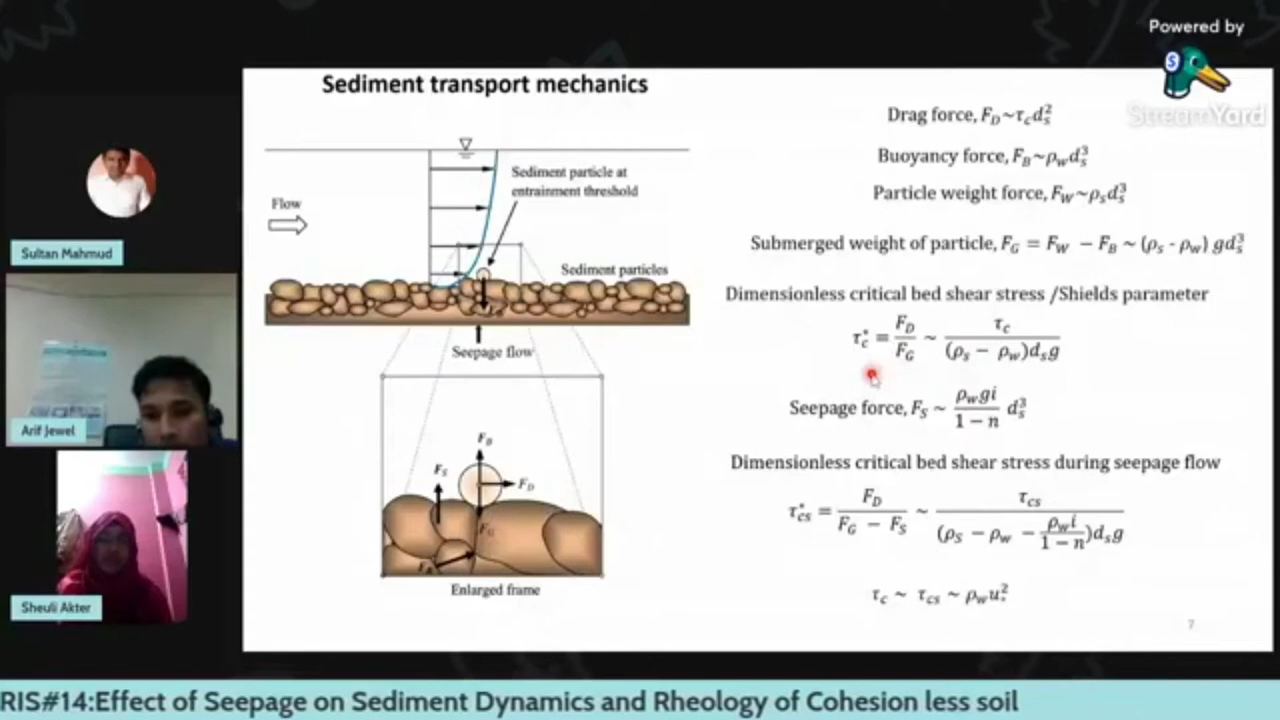 Powered by
StreamYard
Sediment transport mechanics
Sediment particle at
entrainment threshold
Flow
Sediment particles
Seepage flow
F_B
F_S
F_D
F_G
Enlarged frame
Drag force, F_D~τ_c d_s^2
Buoyancy force, F_B~ρ_w d_s^3
Particle weight force, F_W~ρ_s d_s^3
Submerged weight of particle, F_G = F_W − F_B ~ (ρ_s - ρ_w) gd_s^3
Dimensionless critical bed shear stress /Shields parameter
τ_c^* = F_D / F_G ~ τ_c / (ρ_s − ρ_w)d_s g
Seepage force, F_S ~ ρ_w gi / 1 − n d_s^3
Dimensionless critical bed shear stress during seepage flow
τ_cs^* = F_D / F_G − F_S ~ τ_cs / (ρ_s − ρ_w − ρ_w i / 1 − n)d_s g
τ_c ~ τ_cs ~ ρ_w u_*^2
7
Sultan Mahmud
Arif Jewel
Sheuli Akter
RIS#14:Effect of Seepage on Sediment Dynamics and Rheology of Cohesion less soil